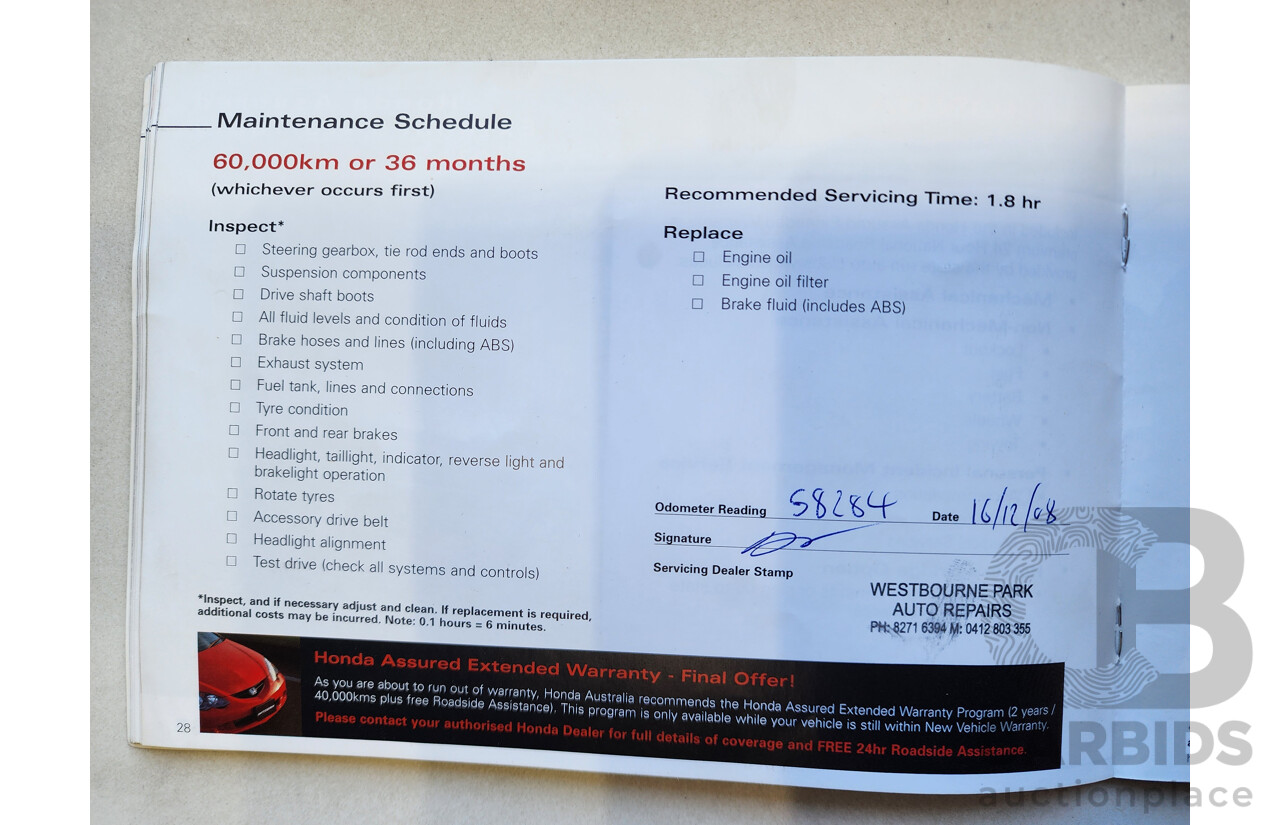 Maintenance Schedule
60,000km or 36 months
(whichever occurs first)
Inspect*
Steering gearbox, tie rod ends and boots
Suspension components
Drive shaft boots
All fluid levels and condition of fluids
Brake hoses and lines (including ABS)
Exhaust system
Fuel tank, lines and connections
Tyre condition
Front and rear brakes
Headlight, taillight, indicator, reverse light and
brakelight operation
Rotate tyres
Accessory drive belt
Headlight alignment
Test drive (check all systems and controls)
*Inspect, and if necessary adjust and clean. If replacement is required,
additional costs may be incurred. Note: 0.1 hours = 6 minutes.
Recommended Servicing Time: 1.8 hr
Replace
Engine oil
Engine oil filter
Brake fluid (includes ABS)
Odometer Reading 58284 Date 16/12/08
Signature
Servicing Dealer Stamp
WESTBOURNE PARK
AUTO REPAIRS
PH: 8271 6394 M: 0412 803 355
Honda Assured Extended Warranty - Final Offer!
As you are about to run out of warranty, Honda Australia recommends the Honda Assured Extended Warranty Program (2 years /
40,000kms plus free Roadside Assistance). This program is only available while your vehicle is still within New Vehicle Warranty.
Please contact your authorised Honda Dealer for full details of coverage and FREE 24hr Roadside Assistance.
28
ARBIDS
auctionplace